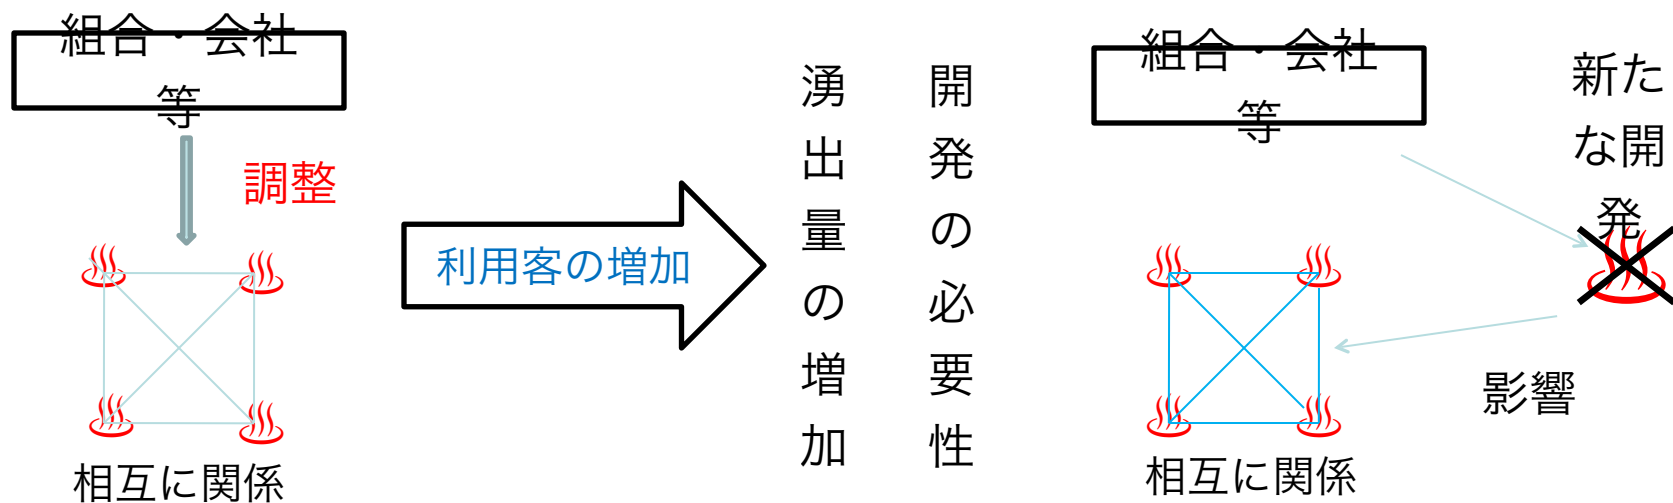 組合・会社
等
調整
相互に関係
利用客の増加
開発の必要性
湧出量の増加
組合・会社
等
新た
な開
発
影響
相互に関係